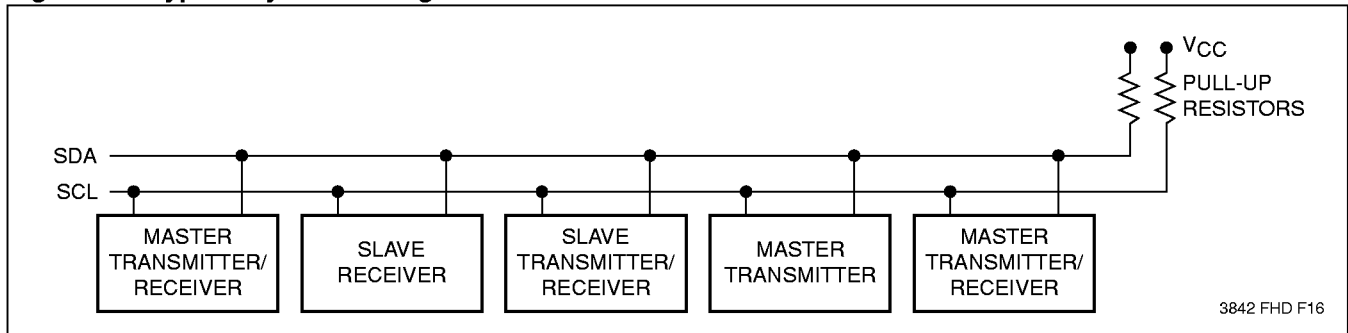 VCC
PULL-UP
RESISTORS
SDA
SCL
MASTER
TRANSMITTER/
RECEIVER
SLAVE
RECEIVER
SLAVE
TRANSMITTER/
RECEIVER
MASTER
TRANSMITTER
MASTER
TRANSMITTER/
RECEIVER
3842 FHD F16